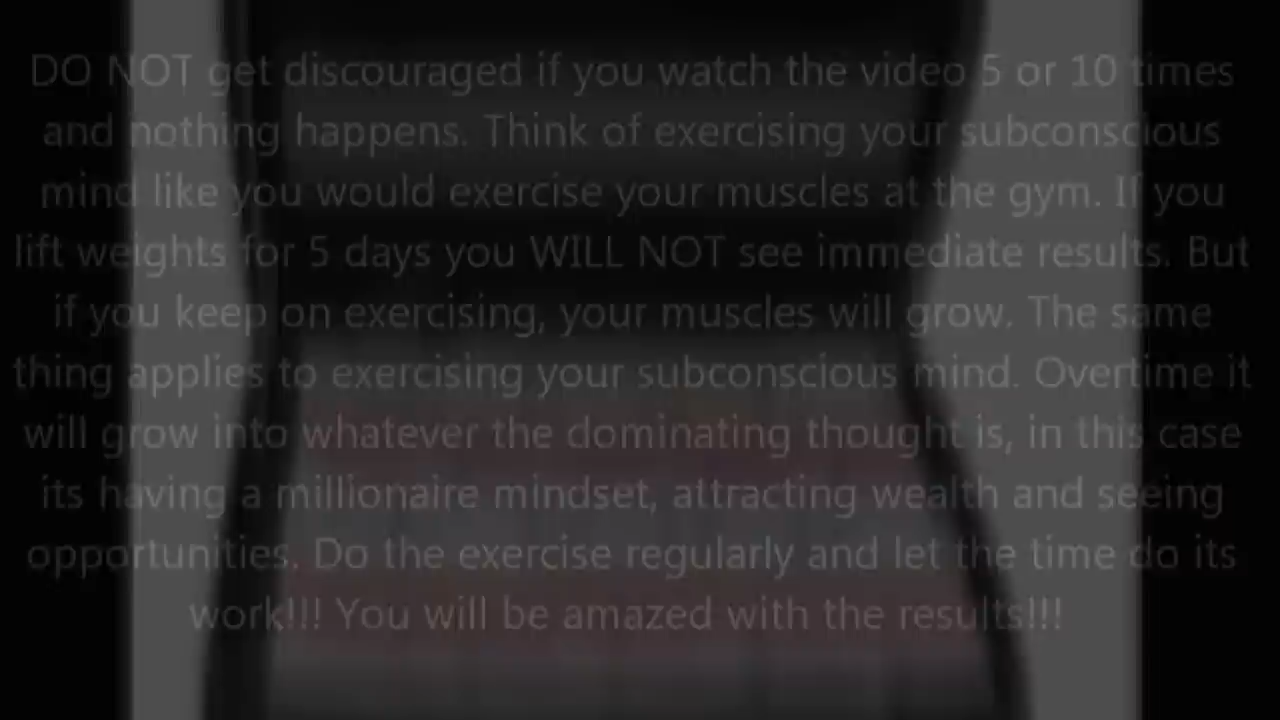 DO NOT get discouraged if you watch the video 5 or 10 times
and nothing happens. Think of exercising your subconscious
mind like you would exercise your muscles at the gym. If you
lift weights for 5 days you WILL NOT see immediate results. But
if you keep on exercising, your muscles will grow. The same
thing applies to exercising your subconscious mind. Overtime it
will grow into whatever the dominating thought is, in this case
its having a millionaire mindset, attracting wealth and seeing
opportunities. Do the exercise regularly and let the time do its
work!!! You will be amazed with the results!!!